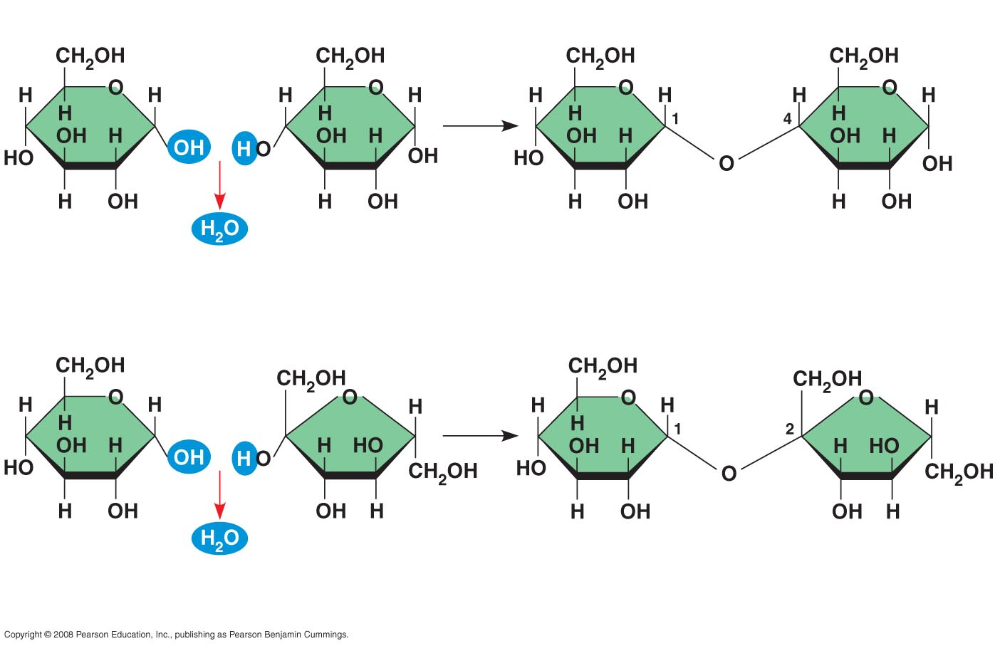 CH2OH CH2OH CH2OH CH2OH
H O H H O H H O H H O H
H H H 1 4 H
OH H OH H OH H OH H
HO OH HO OH HO O OH
H OH H OH H OH H OH
H2O
CH2OH CH2OH CH2OH CH2OH
H O H O H H O H O H
H H 1 2
OH H H HO OH H H HO
HO OH HO CH2OH HO O CH2OH
H OH OH H H OH OH H
H2O
Copyright © 2008 Pearson Education, Inc., publishing as Pearson Benjamin Cummings.